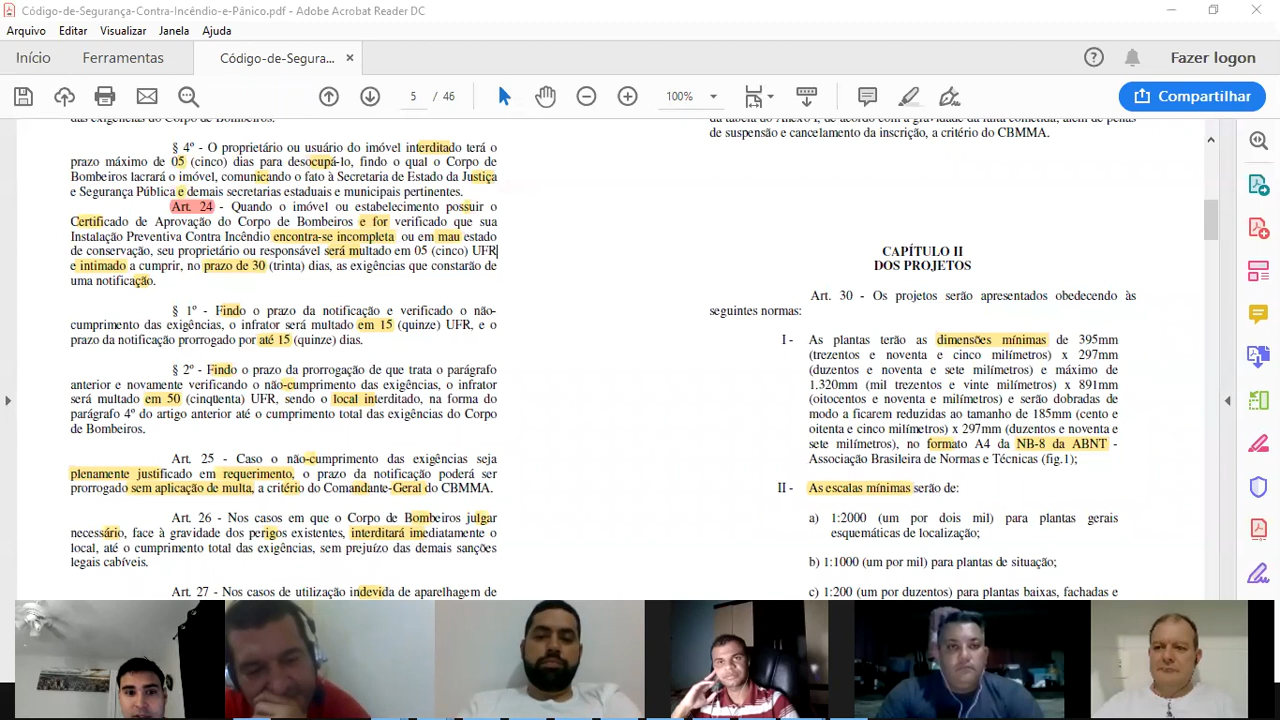 Código-de-Segurança-Contra-Incêndio-e-Pânico.pdf - Adobe Acrobat Reader DC
Arquivo Editar Visualizar Janela Ajuda
Início Ferramentas Código-de-Segura... ×
Fazer logon
5 / 46 100% Compartilhar
das exigências do Corpo de Bombeiros.
§ 4º - O proprietário ou usuário do imóvel interditado terá o
prazo máximo de 05 (cinco) dias para desocupá-lo, findo o qual o Corpo de
Bombeiros lacrará o imóvel, comunicando o fato à Secretaria de Estado da Justiça
e Segurança Pública e demais secretarias estaduais e municipais pertinentes.
Art. 24 - Quando o imóvel ou estabelecimento possuir o
Certificado de Aprovação do Corpo de Bombeiros e for verificado que sua
Instalação Preventiva Contra Incêndio encontra-se incompleta ou em mau estado
de conservação, seu proprietário ou responsável será multado em 05 (cinco) UFR
e intimado a cumprir, no prazo de 30 (trinta) dias, as exigências que constarão de
uma notificação.
§ 1º - Findo o prazo da notificação e verificado o não-
cumprimento das exigências, o infrator será multado em 15 (quinze) UFR, e o
prazo da notificação prorrogado por até 15 (quinze) dias.
§ 2º - Findo o prazo da prorrogação de que trata o parágrafo
anterior e novamente verificando o não-cumprimento das exigências, o infrator
será multado em 50 (cinqüenta) UFR, sendo o local interditado, na forma do
parágrafo 4º do artigo anterior até o cumprimento total das exigências do Corpo
de Bombeiros.
Art. 25 - Caso o não-cumprimento das exigências seja
plenamente justificado em requerimento, o prazo da notificação poderá ser
prorrogado sem aplicação de multa, a critério do Comandante-Geral do CBMMA.
Art. 26 - Nos casos em que o Corpo de Bombeiros julgar
necessário, face à gravidade dos perigos existentes, interditará imediatamente o
local, até o cumprimento total das exigências, sem prejuízo das demais sanções
legais cabíveis.
Art. 27 - Nos casos de utilização indevida de aparelhagem de
da tabela do Anexo I, de acordo com a gravidade da falta cometida, além de penas
de suspensão e cancelamento da inscrição, a critério do CBMMA.
CAPÍTULO II
DOS PROJETOS
Art. 30 - Os projetos serão apresentados obedecendo às
seguintes normas:
I - As plantas terão as dimensões mínimas de 395mm
(trezentos e noventa e cinco milímetros) x 297mm
(duzentos e noventa e sete milímetros) e máximo de
1.320mm (mil trezentos e vinte milímetros) x 891mm
(oitocentos e noventa e milímetros) e serão dobradas de
modo a ficarem reduzidas ao tamanho de 185mm (cento e
oitenta e cinco milímetros) x 297mm (duzentos e noventa e
sete milímetros), no formato A4 da NB-8 da ABNT -
Associação Brasileira de Normas e Técnicas (fig.1);
II - As escalas mínimas serão de:
a) 1:2000 (um por dois mil) para plantas gerais
esquemáticas de localização;
b) 1:1000 (um por mil) para plantas de situação;
c) 1:200 (um por duzentos) para plantas baixas, fachadas e